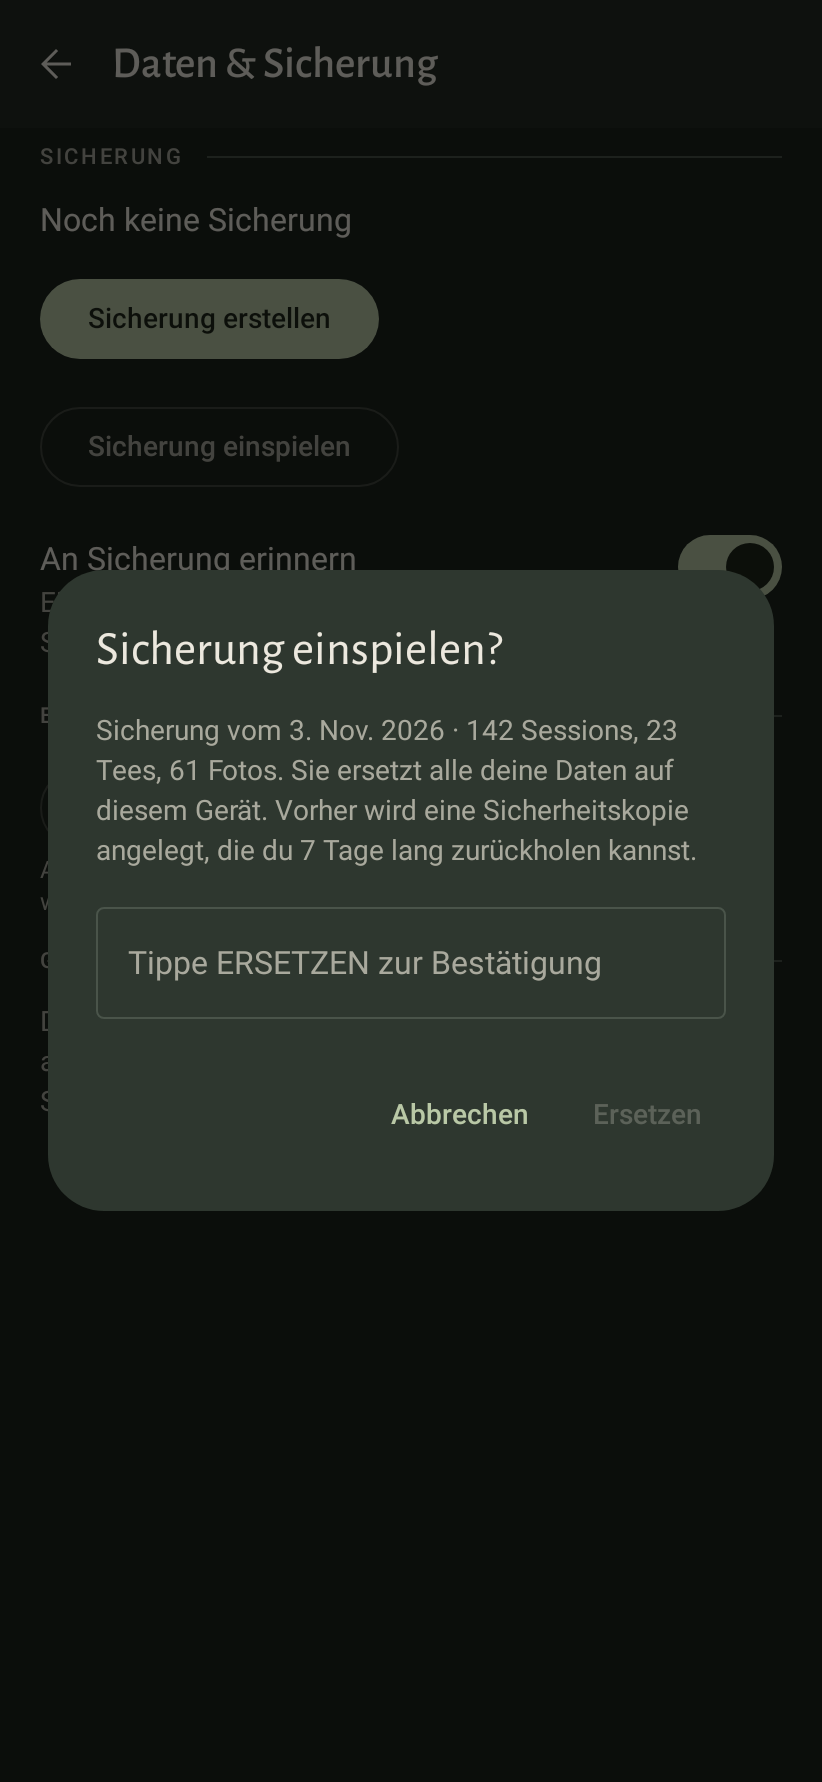 Daten & Sicherung
SICHERUNG
Noch keine Sicherung
Sicherung erstellen
Sicherung einspielen
An Sicherung erinnern
Sicherung einspielen?
Sicherung vom 3. Nov. 2026 · 142 Sessions, 23
Tees, 61 Fotos. Sie ersetzt alle deine Daten auf
diesem Gerät. Vorher wird eine Sicherheitskopie
angelegt, die du 7 Tage lang zurückholen kannst.
Tippe ERSETZEN zur Bestätigung
Abbrechen
Ersetzen